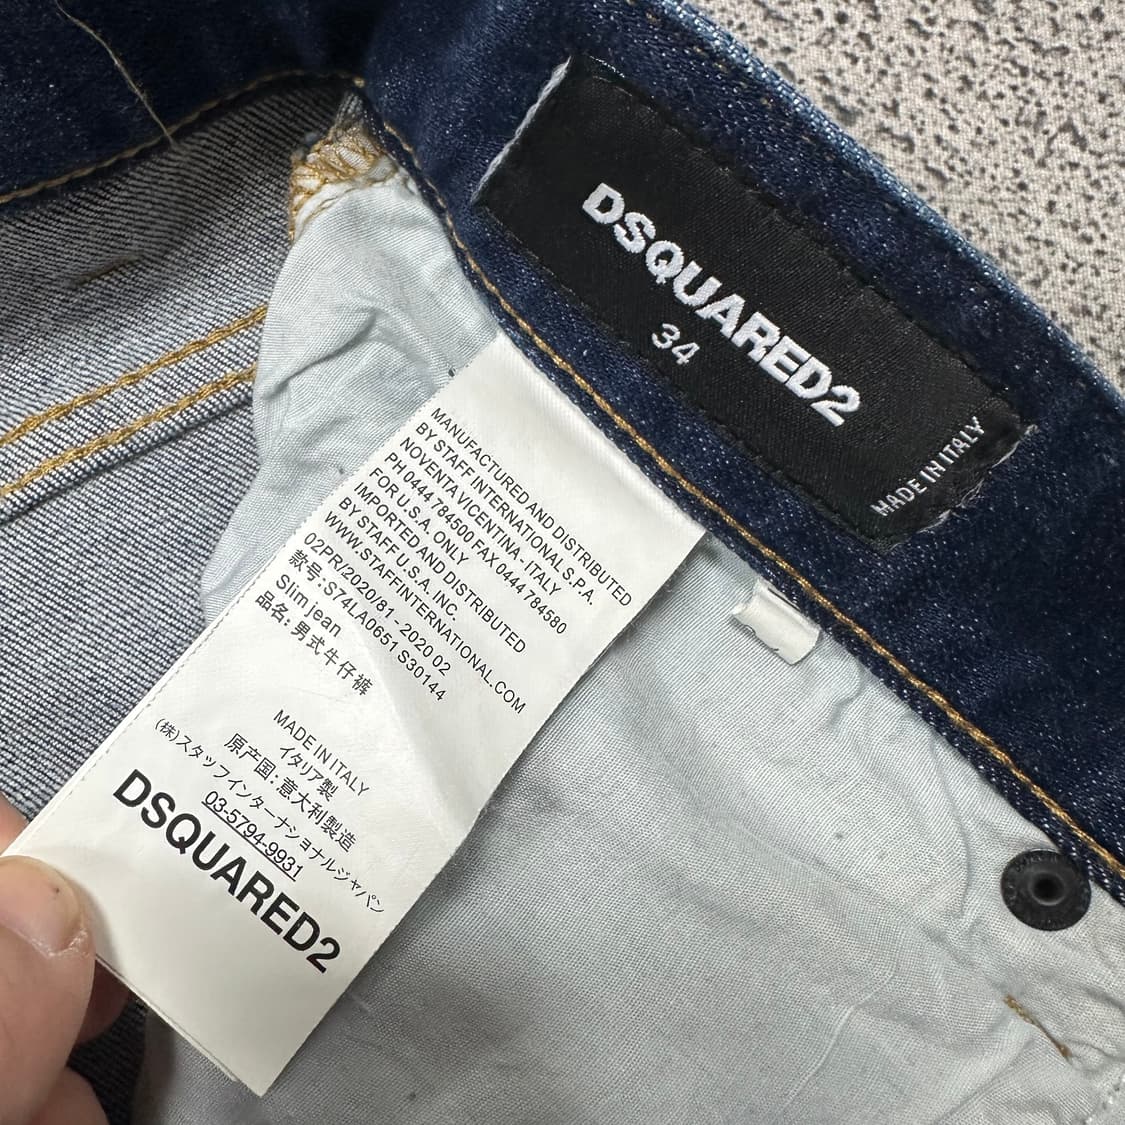 DSQUARED2
34
MADE IN ITALY
MANUFACTURED AND DISTRIBUTED
BY STAFF INTERNATIONAL S.P.A.
NOVENTA VICENTINA - ITALY
PH 0444 784500 FAX 0444 784580
FOR U.S.A. ONLY
IMPORTED AND DISTRIBUTED
BY STAFF U.S.A. INC.
WWW.STAFFINTERNATIONAL.COM
02PR/2020/81 - 2020 02
款号:S74LA0651 S30144
Slim jean
品名: 男式牛仔裤
MADE IN ITALY
イタリア製
原产国: 意大利製造
(株)スタッフインターナショナルジャパン
03-5794-9931
DSQUARED2